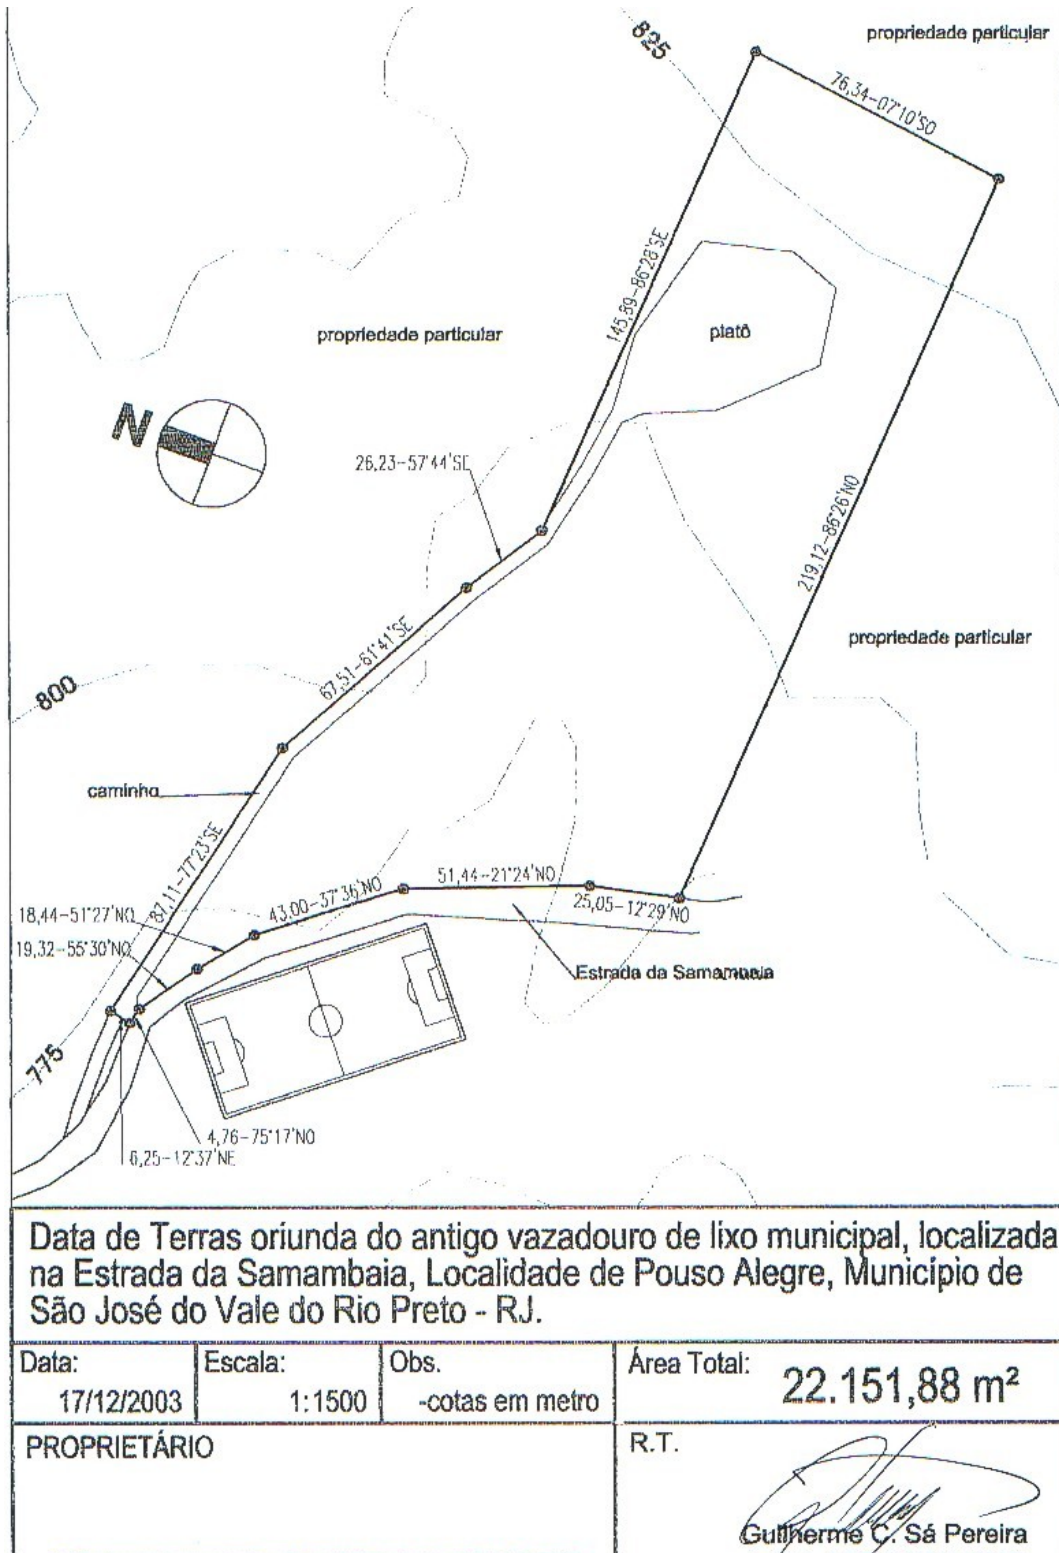 propriedade particular
825
76,34-07°10'SO
145,89-86°28'SE
propriedade particular
platô
N
26,23-57°44'SE
219,12-86°26'NO
propriedade particular
67,51-61°41'SE
800
caminho
87,11-77°23'SE
51,44-21°24'NO
43,00-37°36'NO
25,05-12°29'NO
18,44-51°27'NO
19,32-55°30'NO
Estrada da Samambaia
775
4,76-75°17'NO
6,25-12°37'NE
Data de Terras oriunda do antigo vazadouro de lixo municipal, localizada
na Estrada da Samambaia, Localidade de Pouso Alegre, Município de
São José do Vale do Rio Preto - RJ.
Data:
17/12/2003
Escala:
1:1500
Obs.
-cotas em metro
Área Total:
22.151,88 m²
PROPRIETÁRIO
R.T.
Guilherme C. Sá Pereira